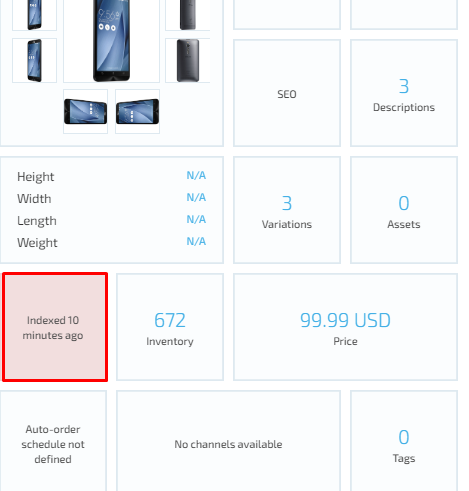 SEO
3
Descriptions
Height N/A
Width N/A
Length N/A
Weight N/A
3
Variations
0
Assets
Indexed 10
minutes ago
672
Inventory
99.99 USD
Price
Auto-order
schedule not
defined
No channels available
0
Tags